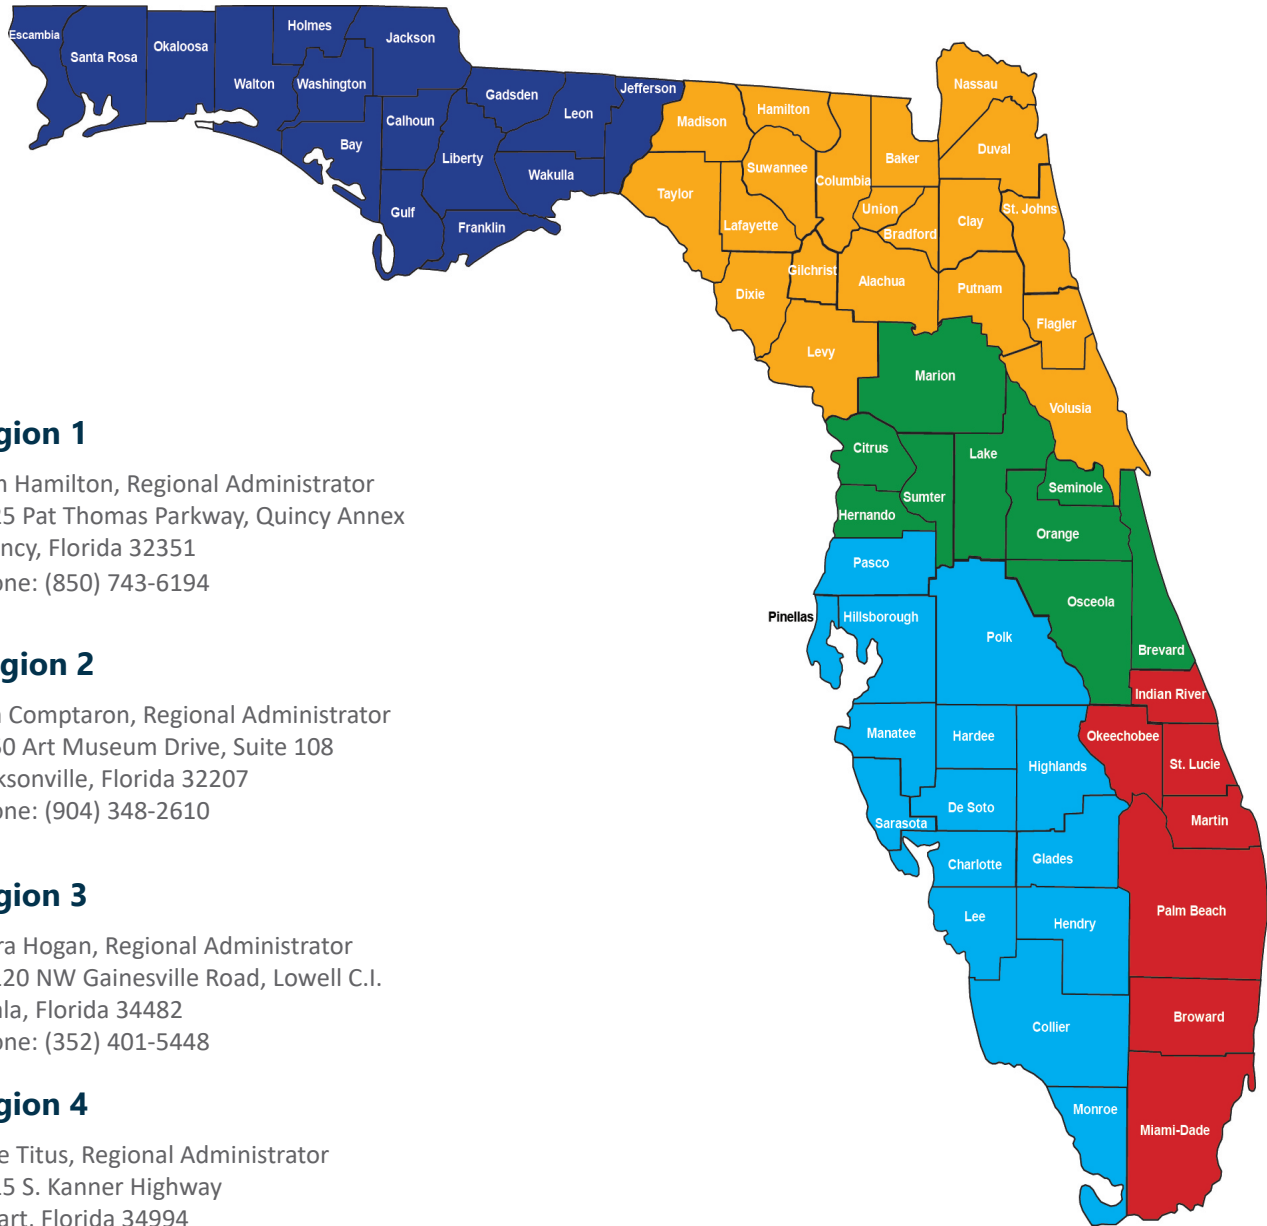 Escambia
Santa Rosa
Okaloosa
Walton
Holmes
Washington
Jackson
Bay
Calhoun
Gulf
Liberty
Gadsden
Franklin
Leon
Wakulla
Jefferson
Madison
Taylor
Hamilton
Suwannee
Lafayette
Dixie
Columbia
Gilchrist
Levy
Baker
Union
Bradford
Alachua
Nassau
Duval
Clay
St. Johns
Putnam
Flagler
Volusia
Marion
Citrus
Sumter
Lake
Hernando
Seminole
Orange
Osceola
Brevard
Pasco
Pinellas
Hillsborough
Polk
Manatee
Hardee
Highlands
Sarasota
De Soto
Charlotte
Glades
Lee
Hendry
Collier
Monroe
Indian River
Okeechobee
St. Lucie
Martin
Palm Beach
Broward
Miami-Dade
gion 1
Hamilton, Regional Administrator
25 Pat Thomas Parkway, Quincy Annex
ncy, Florida 32351
one: (850) 743-6194
gion 2
Comptaron, Regional Administrator
50 Art Museum Drive, Suite 108
ksonville, Florida 32207
one: (904) 348-2610
gion 3
ra Hogan, Regional Administrator
120 NW Gainesville Road, Lowell C.I.
ala, Florida 34482
one: (352) 401-5448
gion 4
e Titus, Regional Administrator
15 S. Kanner Highway
art, Florida 34994